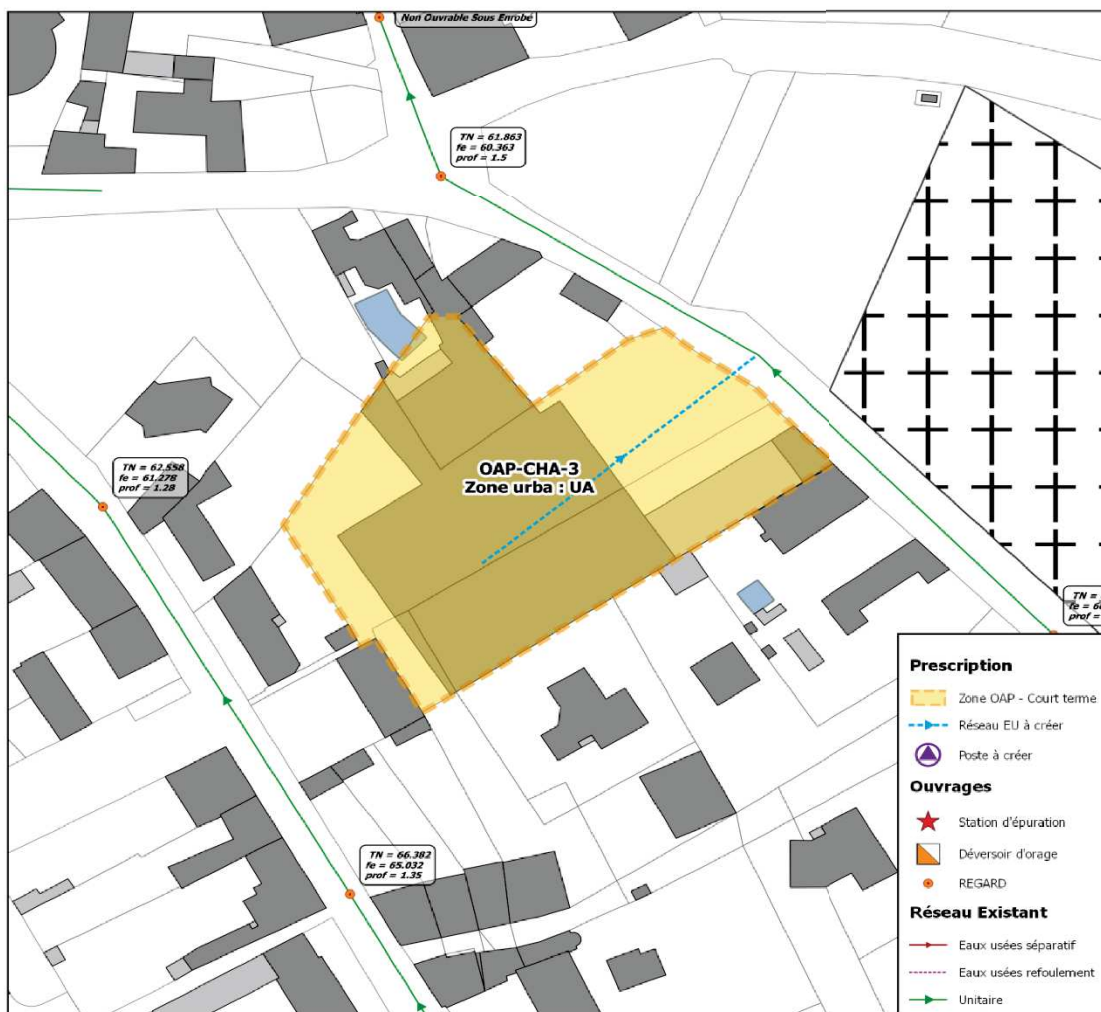 Non Ouvrable Sous Enrobé
TN = 61.863
fe = 60.363
prof = 1.5
OAP-CHA-3
Zone urba : UA
TN = 62.558
fe = 61.278
prof = 1.28
TN =
prof =
TN = 66.382
fe = 65.032
prof = 1.35
Prescription
Zone OAP - Court terme
Réseau EU à créer
Poste à créer
Ouvrages
Station d'épuration
Déversoir d'orage
REGARD
Réseau Existant
Eaux usées séparatif
Eaux usées refoulement
Unitaire